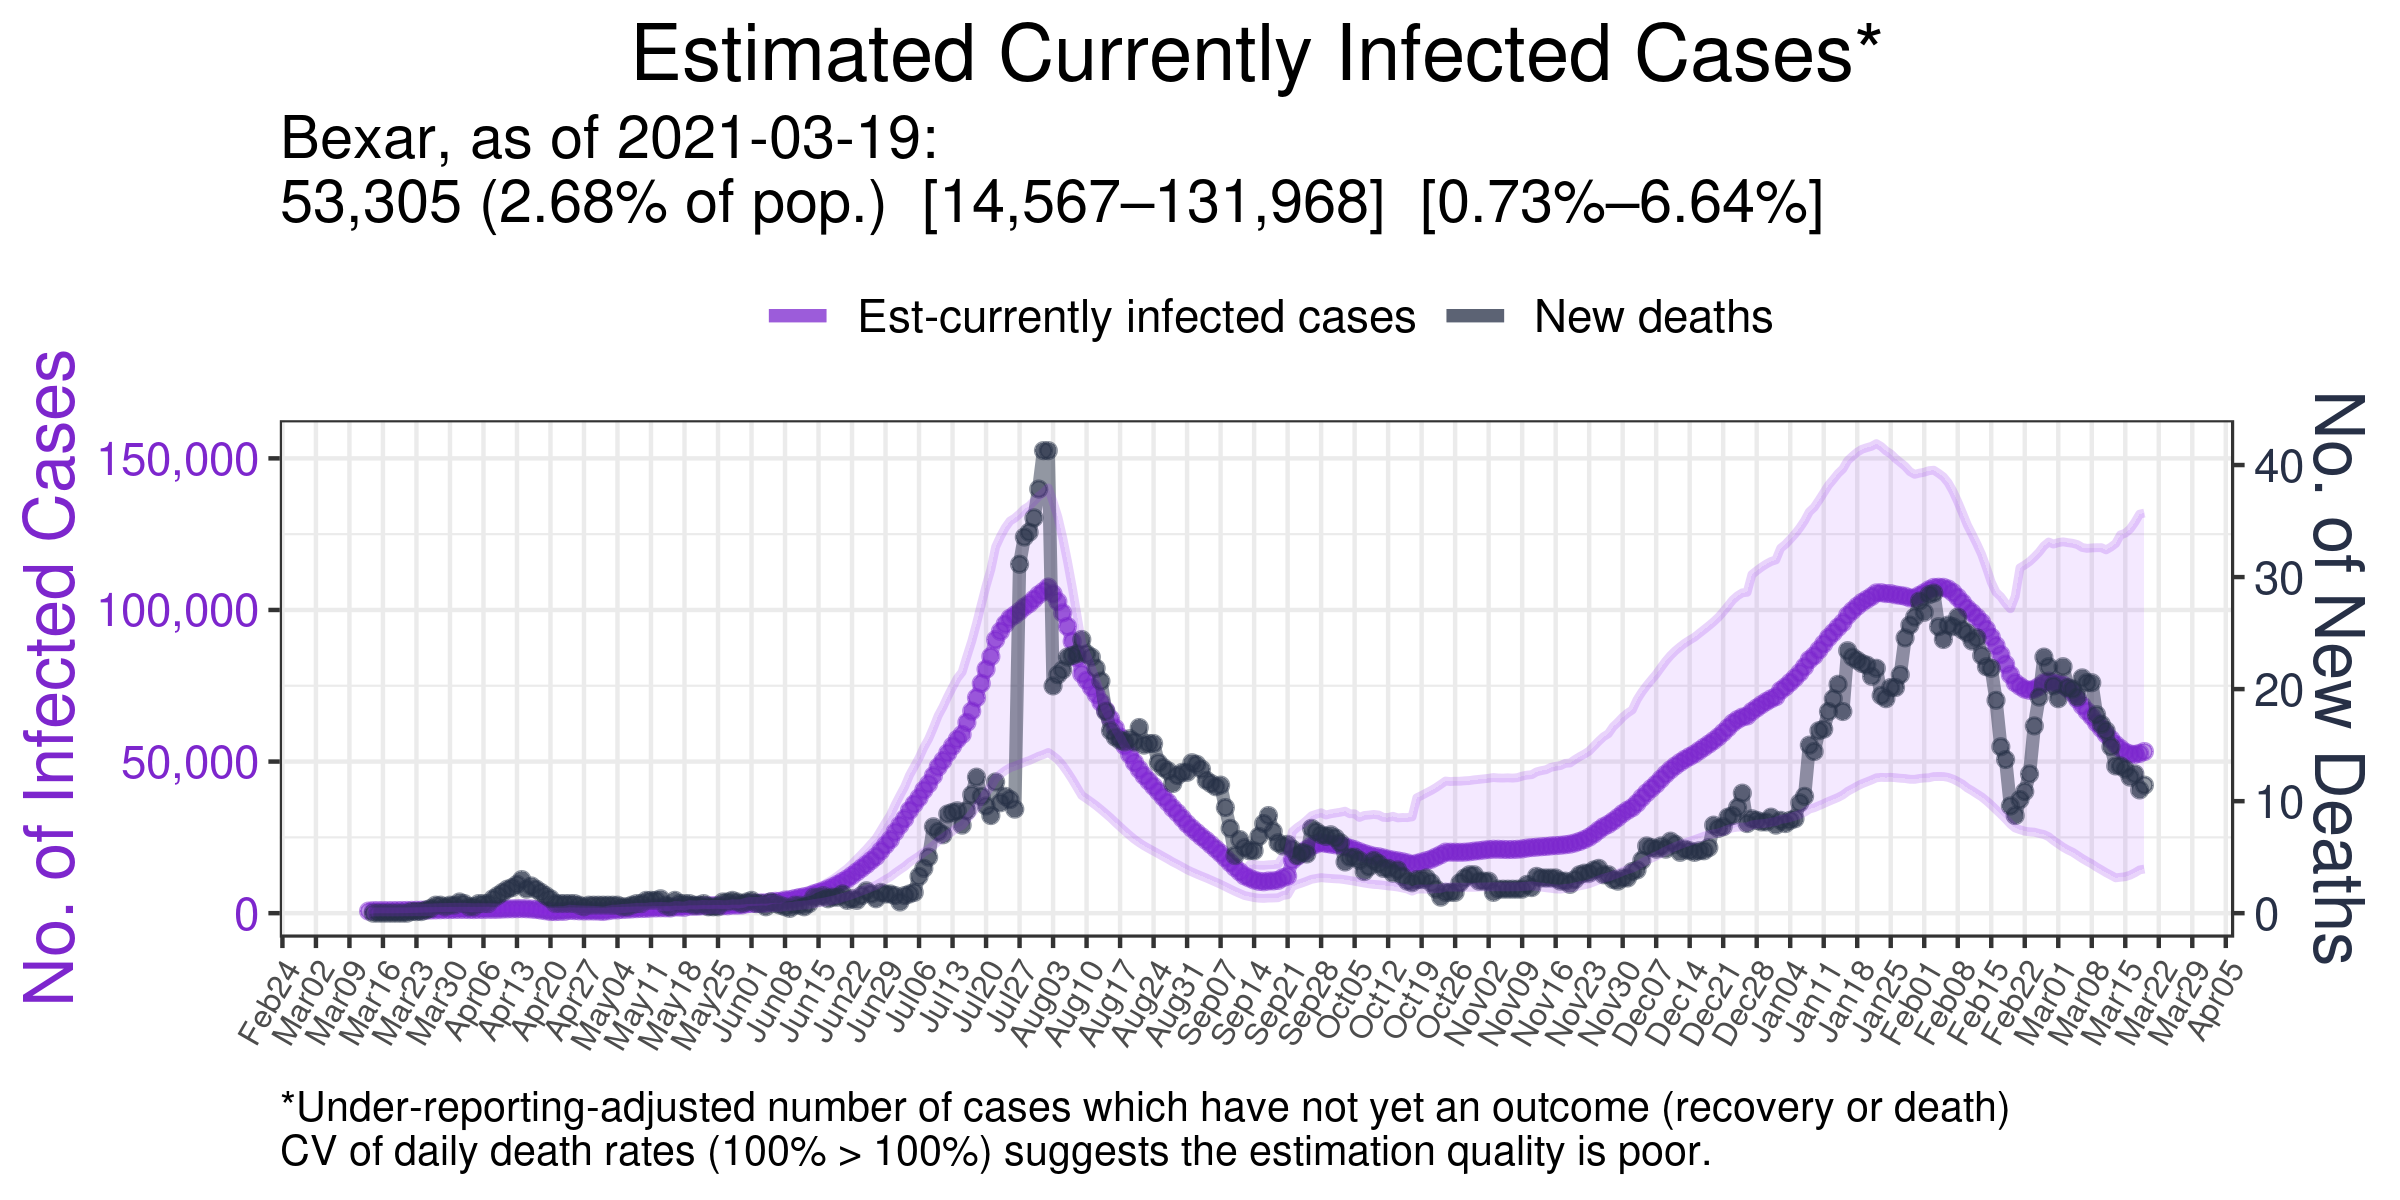 Estimated Currently Infected Cases*
Bexar, as of 2021-03-19:
53,305 (2.68% of pop.) [14,567–131,968] [0.73%–6.64%]
Est-currently infected cases
New deaths
No. of Infected Cases
150,000
100,000
50,000
0
40
30
20
10
0
No. of New Deaths
Feb24
Mar02
Mar09
Mar16
Mar23
Mar30
Apr06
Apr13
Apr20
Apr27
May04
May11
May18
May25
Jun01
Jun08
Jun15
Jun22
Jun29
Jul06
Jul13
Jul20
Jul27
Aug03
Aug10
Aug17
Aug24
Aug31
Sep07
Sep14
Sep21
Sep28
Oct05
Oct12
Oct19
Oct26
Nov02
Nov09
Nov16
Nov23
Nov30
Dec07
Dec14
Dec21
Dec28
Jan04
Jan11
Jan18
Jan25
Feb01
Feb08
Feb15
Feb22
Mar01
Mar08
Mar15
Mar22
Mar29
Apr05
*Under-reporting-adjusted number of cases which have not yet an outcome (recovery or death)
CV of daily death rates (100% > 100%) suggests the estimation quality is poor.